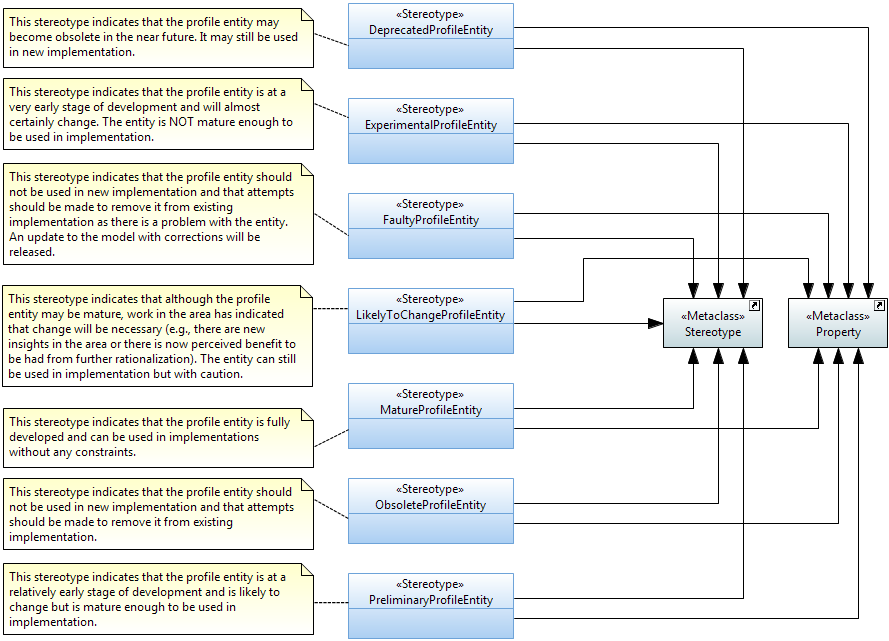 This stereotype indicates that the profile entity may
become obsolete in the near future. It may still be used
in new implementation.
«Stereotype»
DeprecatedProfileEntity
This stereotype indicates that the profile entity is at a
very early stage of development and will almost
certainly change. The entity is NOT mature enough to
be used in implementation.
«Stereotype»
ExperimentalProfileEntity
This stereotype indicates that the profile entity should
not be used in new implementation and that attempts
should be made to remove it from existing
implementation as there is a problem with the entity.
An update to the model with corrections will be
released.
«Stereotype»
FaultyProfileEntity
This stereotype indicates that although the profile
entity may be mature, work in the area has indicated
that change will be necessary (e.g., there are new
insights in the area or there is now perceived benefit to
be had from further rationalization). The entity can still
be used in implementation but with caution.
«Stereotype»
LikelyToChangeProfileEntity
«Metaclass»
Stereotype
«Metaclass»
Property
This stereotype indicates that the profile entity is fully
developed and can be used in implementations
without any constraints.
«Stereotype»
MatureProfileEntity
This stereotype indicates that the profile entity should
not be used in new implementation and that attempts
should be made to remove it from existing
implementation.
«Stereotype»
ObsoleteProfileEntity
This stereotype indicates that the profile entity is at a
relatively early stage of development and is likely to
change but is mature enough to be used in
implementation.
«Stereotype»
PreliminaryProfileEntity